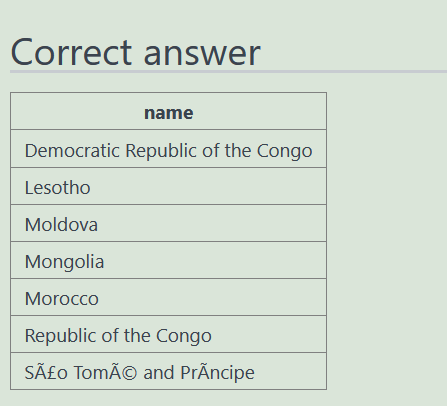 Correct answer
name
Democratic Republic of the Congo
Lesotho
Moldova
Mongolia
Morocco
Republic of the Congo
SÃ£o TomÃ© and PrÃncipe